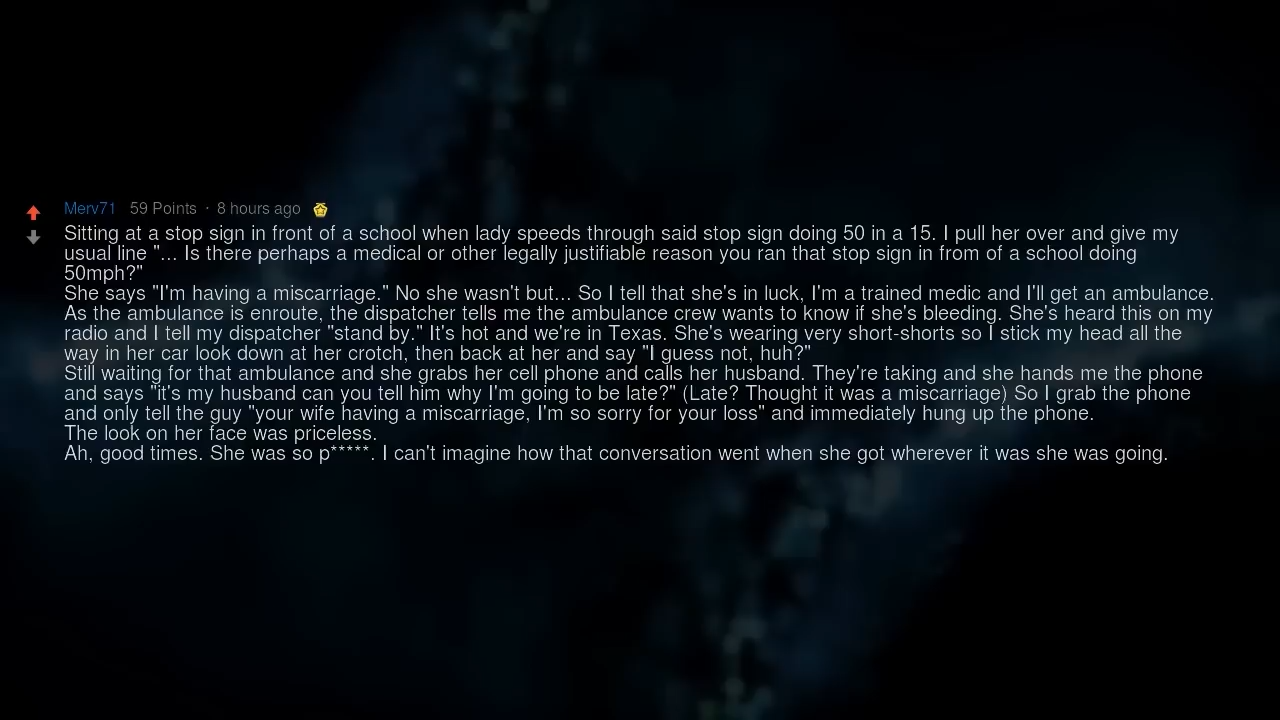 Merv71 59 Points · 8 hours ago
Sitting at a stop sign in front of a school when lady speeds through said stop sign doing 50 in a 15. I pull her over and give my
usual line "... Is there perhaps a medical or other legally justifiable reason you ran that stop sign in from of a school doing
50mph?"
She says "I'm having a miscarriage." No she wasn't but... So I tell that she's in luck, I'm a trained medic and I'll get an ambulance.
As the ambulance is enroute, the dispatcher tells me the ambulance crew wants to know if she's bleeding. She's heard this on my
radio and I tell my dispatcher "stand by." It's hot and we're in Texas. She's wearing very short-shorts so I stick my head all the
way in her car look down at her crotch, then back at her and say "I guess not, huh?"
Still waiting for that ambulance and she grabs her cell phone and calls her husband. They're taking and she hands me the phone
and says "it's my husband can you tell him why I'm going to be late?" (Late? Thought it was a miscarriage) So I grab the phone
and only tell the guy "your wife having a miscarriage, I'm so sorry for your loss" and immediately hung up the phone.
The look on her face was priceless.
Ah, good times. She was so p*****. I can't imagine how that conversation went when she got wherever it was she was going.